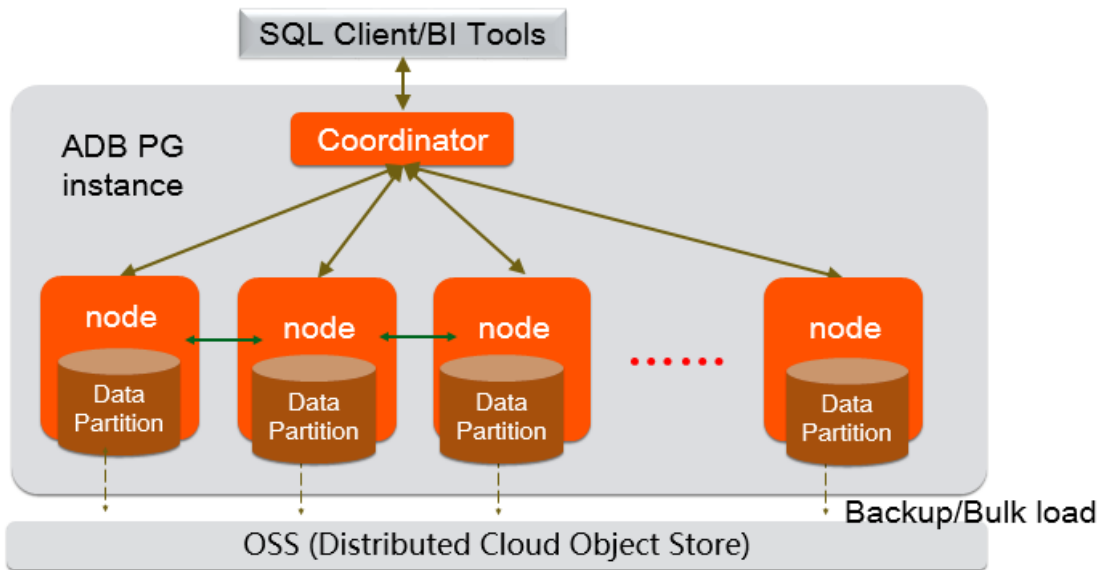 SQL Client/BI Tools
Coordinator
ADB PG
instance
node
node
node
node
Data
Partition
Data
Partition
Data
Partition
Data
Partition
Backup/Bulk load
OSS (Distributed Cloud Object Store)